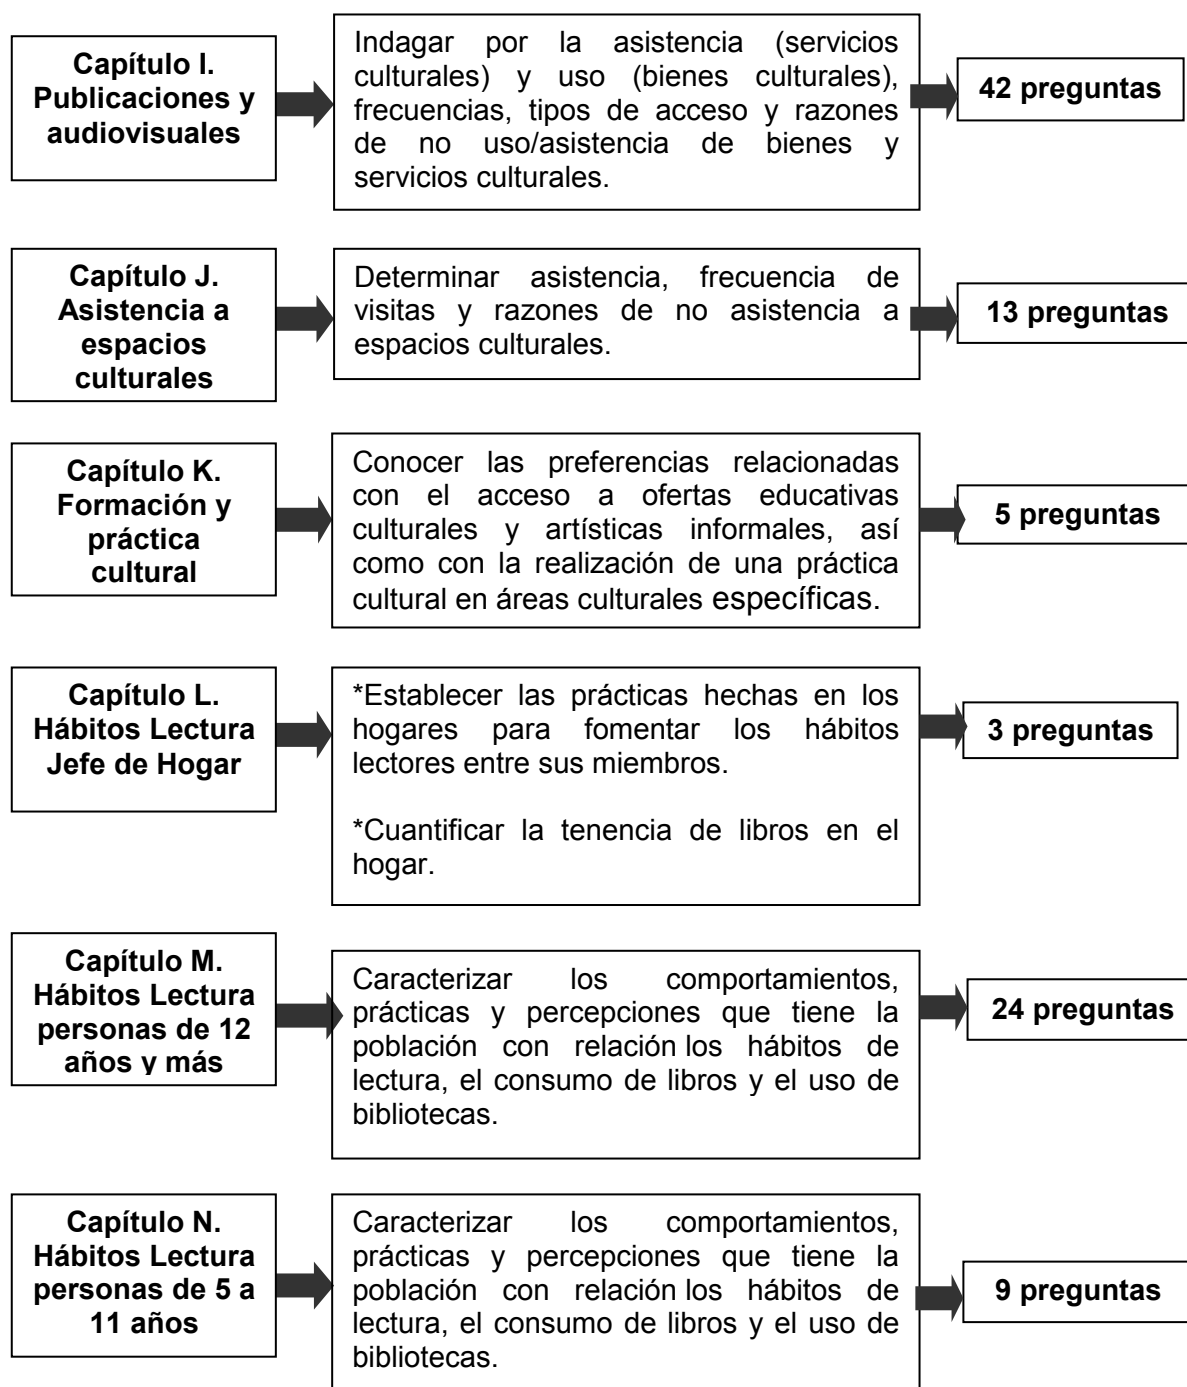 Capítulo I.
Publicaciones y
audiovisuales
Indagar por la asistencia (servicios
culturales) y uso (bienes culturales),
frecuencias, tipos de acceso y razones
de no uso/asistencia de bienes y
servicios culturales.
42 preguntas
Capítulo J.
Asistencia a
espacios
culturales
Determinar asistencia, frecuencia de
visitas y razones de no asistencia a
espacios culturales.
13 preguntas
Capítulo K.
Formación y
práctica
cultural
Conocer las preferencias relacionadas
con el acceso a ofertas educativas
culturales y artísticas informales, así
como con la realización de una práctica
cultural en áreas culturales específicas.
5 preguntas
Capítulo L.
Hábitos Lectura
Jefe de Hogar
*Establecer las prácticas hechas en los
hogares para fomentar los hábitos
lectores entre sus miembros.
*Cuantificar la tenencia de libros en el
hogar.
3 preguntas
Capítulo M.
Hábitos Lectura
personas de 12
años y más
Caracterizar los comportamientos,
prácticas y percepciones que tiene la
población con relación los hábitos de
lectura, el consumo de libros y el uso de
bibliotecas.
24 preguntas
Capítulo N.
Hábitos Lectura
personas de 5 a
11 años
Caracterizar los comportamientos,
prácticas y percepciones que tiene la
población con relación los hábitos de
lectura, el consumo de libros y el uso de
bibliotecas.
9 preguntas